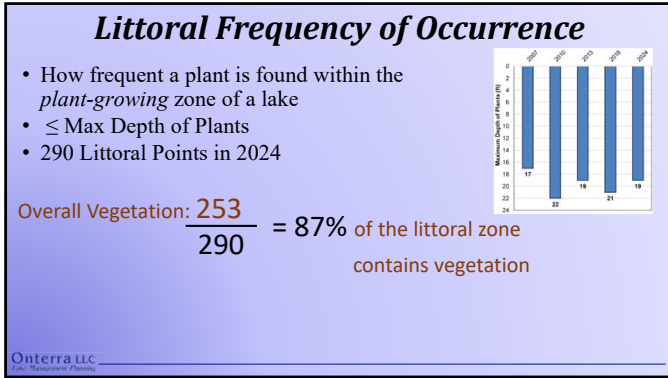 Littoral Frequency of Occurrence
• How frequent a plant is found within the
plant-growing zone of a lake
• ≤ Max Depth of Plants
• 290 Littoral Points in 2024
2007 2010 2013 2018 2024
Maximum Depth of Plants (ft)
0
2
4
6
8
10
12
14
16
18
20
22
24
17
22
19
21
19
Overall Vegetation: 253
290
= 87% of the littoral zone
contains vegetation
Onterra LLC
Lake Management Planning